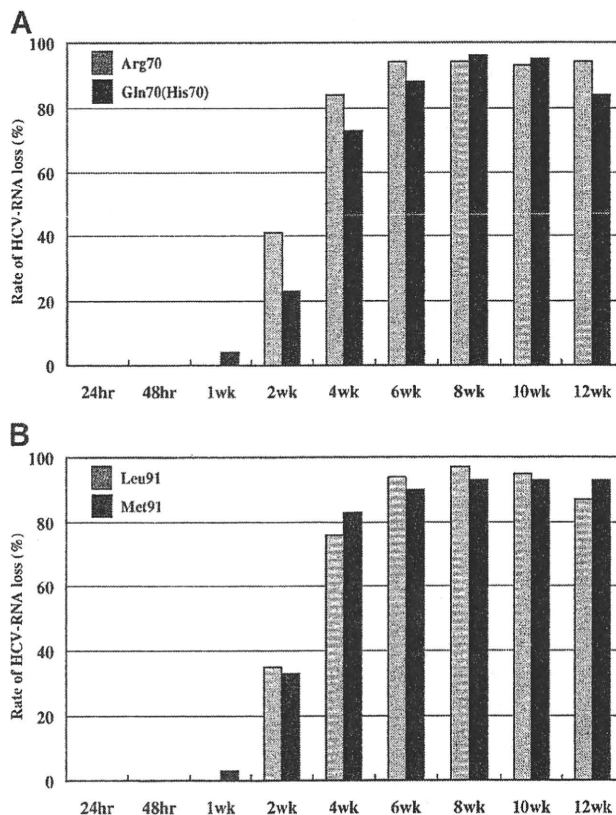 A
Rate of HCV-RNA loss (%)
100
80
60
40
20
0
Arg70
Gln70(His70)
24hr 48hr 1wk 2wk 4wk 6wk 8wk 10wk 12wk
B
Rate of HCV-RNA loss (%)
100
80
60
40
20
0
Leu91
Met91
24hr 48hr 1wk 2wk 4wk 6wk 8wk 10wk 12wk